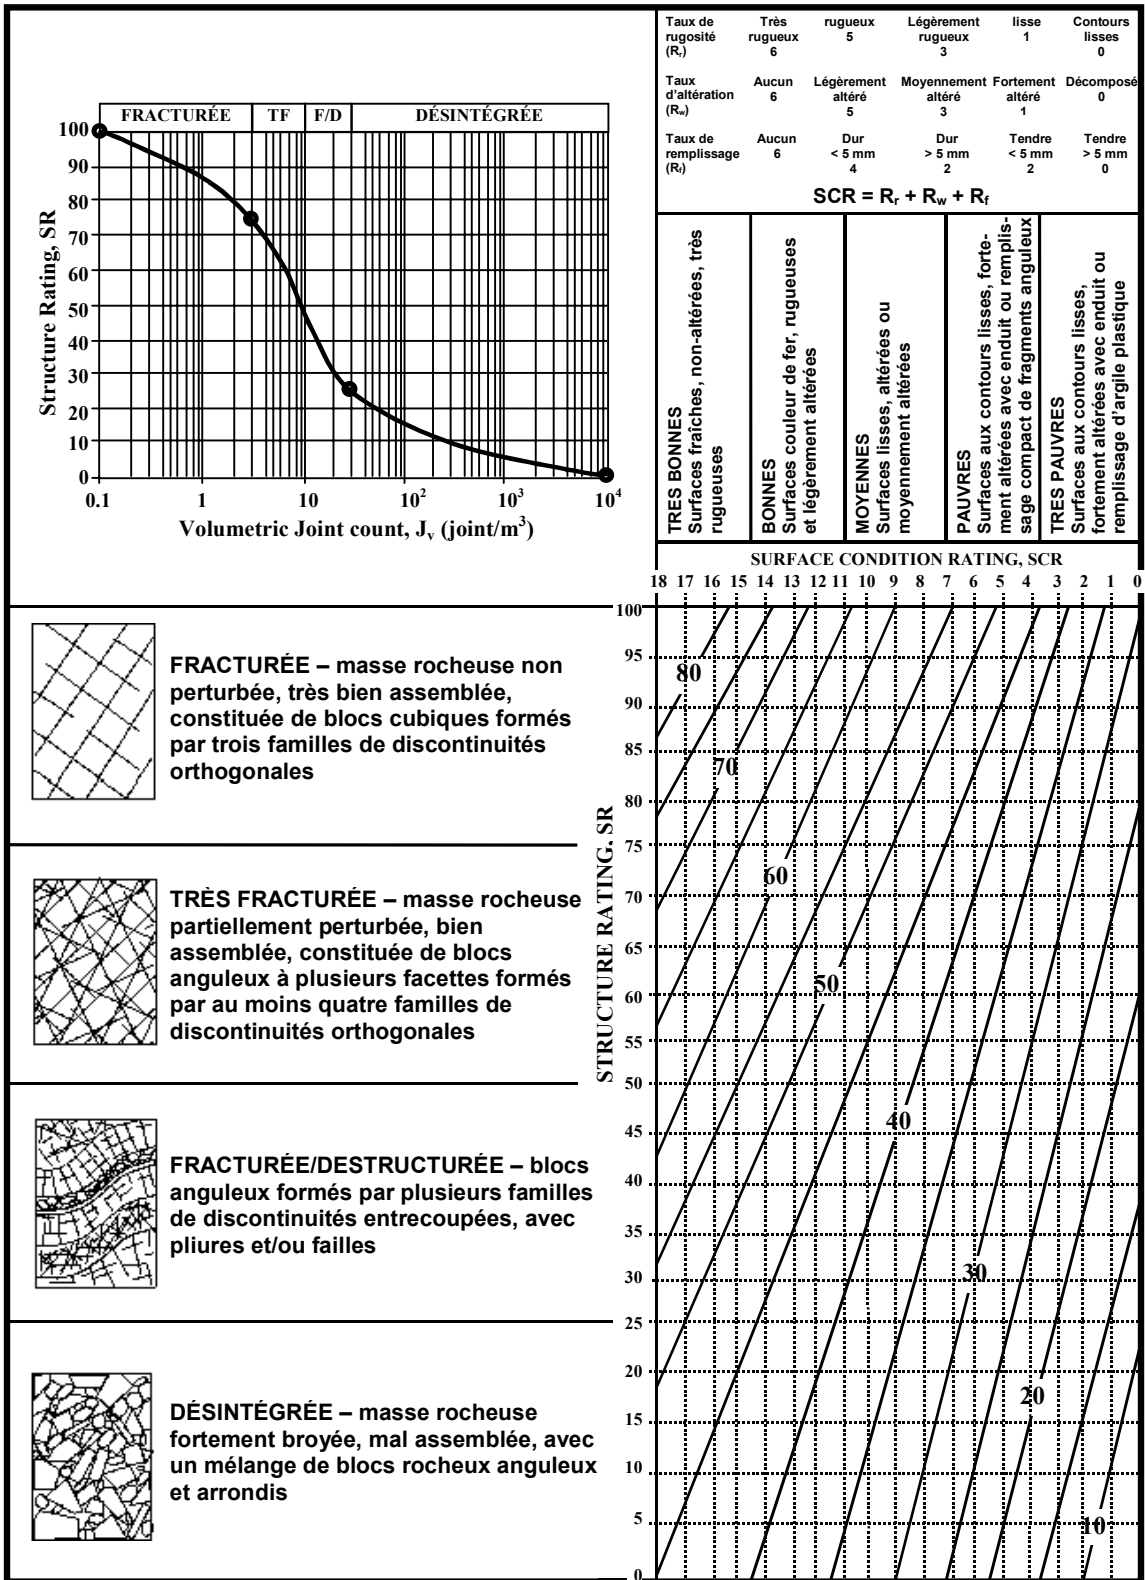 FRACTURÉE TF F/D DÉSINTÉGRÉE
100
90
80
70
60
50
40
30
20
10
0
Structure Rating, SR
0.1 1 10 10² 10³ 10⁴
Volumetric Joint count, Jv (joint/m³)
Taux de rugosité (Rr)
Très rugueux 6
rugueux 5
Légèrement rugueux 3
lisse 1
Contours lisses 0
Taux d'altération (Rw)
Aucun 6
Légèrement altéré 5
Moyennement altéré 3
Fortement altéré 1
Décomposé 0
Taux de remplissage (Rf)
Aucun 6
Dur < 5 mm 4
Dur > 5 mm 2
Tendre < 5 mm 2
Tendre > 5 mm 0
SCR = Rr + Rw + Rf
TRES BONNES
Surfaces fraîches, non-altérées, très
rugueuses
BONNES
Surfaces couleur de fer, rugueuses
et légèrement altérées
MOYENNES
Surfaces lisses, altérées ou
moyennement altérées
PAUVRES
Surfaces aux contours lisses, forte-
ment altérées avec enduit ou remplis-
sage compact de fragments anguleux
TRES PAUVRES
Surfaces aux contours lisses,
fortement altérées avec enduit ou
remplissage d'argile plastique
SURFACE CONDITION RATING, SCR
18 17 16 15 14 13 12 11 10 9 8 7 6 5 4 3 2 1 0
FRACTURÉE – masse rocheuse non
perturbée, très bien assemblée,
constituée de blocs cubiques formés
par trois familles de discontinuités
orthogonales
TRÈS FRACTURÉE – masse rocheuse
partiellement perturbée, bien
assemblée, constituée de blocs
anguleux à plusieurs facettes formés
par au moins quatre familles de
discontinuités orthogonales
FRACTURÉE/DESTRUCTURÉE – blocs
anguleux formés par plusieurs familles
de discontinuités entrecoupées, avec
pliures et/ou failles
DÉSINTÉGRÉE – masse rocheuse
fortement broyée, mal assemblée, avec
un mélange de blocs rocheux anguleux
et arrondis
STRUCTURE RATING. SR
100
95
90
85
80
75
70
65
60
55
50
45
40
35
30
25
20
15
10
5
0
80
70
60
50
40
30
20
10